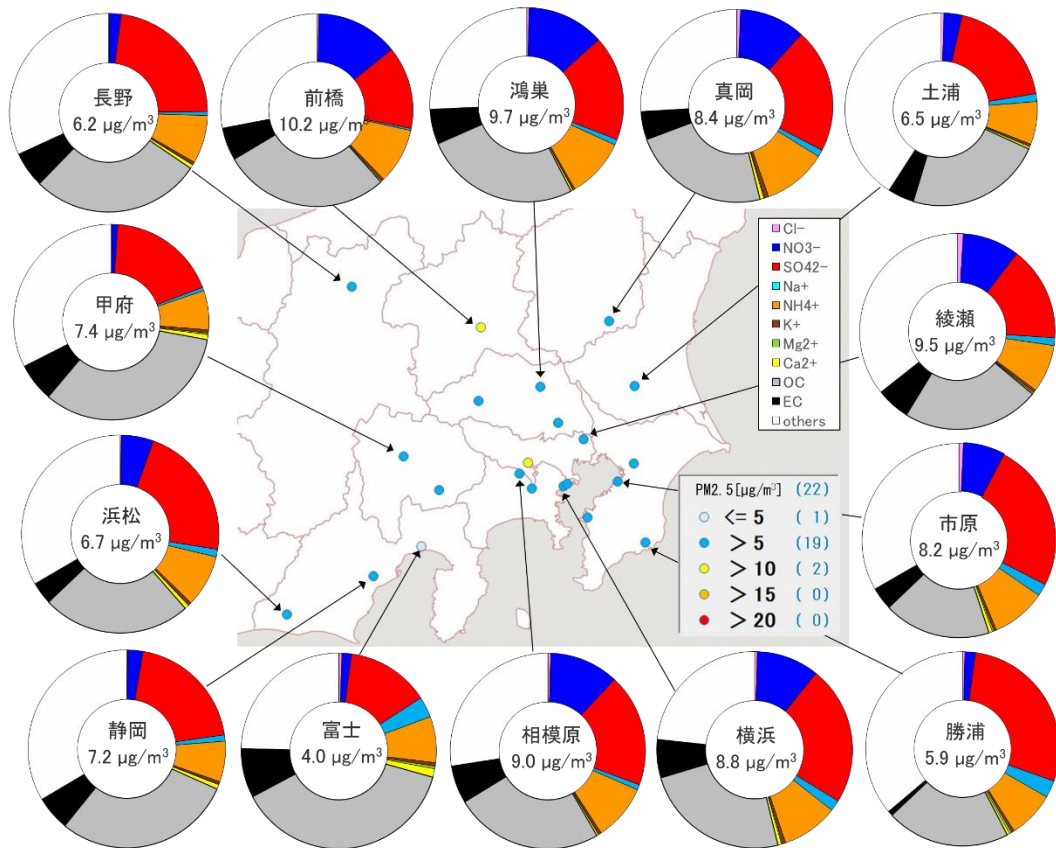 長野
6.2 µg/m³
前橋
10.2 µg/m³
鴻巣
9.7 µg/m³
真岡
8.4 µg/m³
土浦
6.5 µg/m³
甲府
7.4 µg/m³
Cl-
NO3-
SO42-
Na+
NH4+
K+
Mg2+
Ca2+
OC
EC
others
綾瀬
9.5 µg/m³
浜松
6.7 µg/m³
PM2.5[µg/m³] (22)
<= 5 ( 1)
> 5 (19)
> 10 ( 2)
> 15 ( 0)
> 20 ( 0)
市原
8.2 µg/m³
静岡
7.2 µg/m³
富士
4.0 µg/m³
相模原
9.0 µg/m³
横浜
8.8 µg/m³
勝浦
5.9 µg/m³